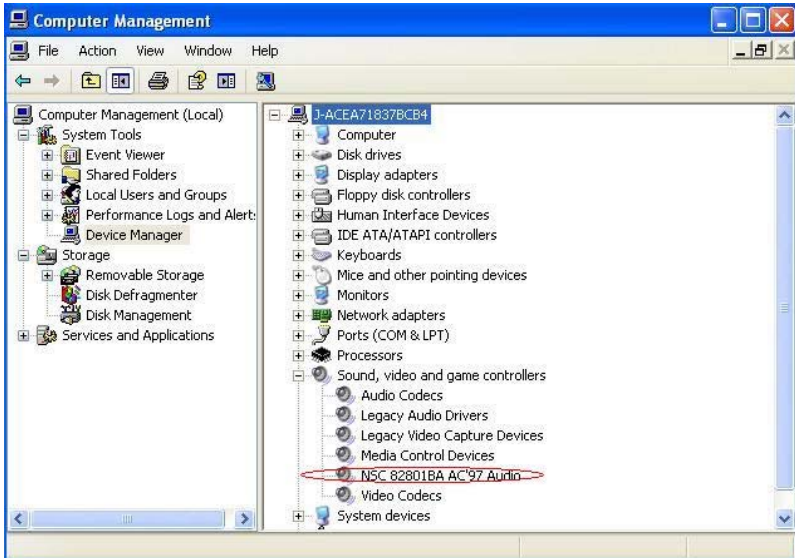 Computer Management
File Action View Window Help
Computer Management (Local)
System Tools
Event Viewer
Shared Folders
Local Users and Groups
Performance Logs and Alert:
Device Manager
Storage
Removable Storage
Disk Defragmenter
Disk Management
Services and Applications
J-ACEA71837BCB4
Computer
Disk drives
Display adapters
Floppy disk controllers
Human Interface Devices
IDE ATA/ATAPI controllers
Keyboards
Mice and other pointing devices
Monitors
Network adapters
Ports (COM & LPT)
Processors
Sound, video and game controllers
Audio Codecs
Legacy Audio Drivers
Legacy Video Capture Devices
Media Control Devices
NSC 82801BA AC'97 Audio
Video Codecs
System devices